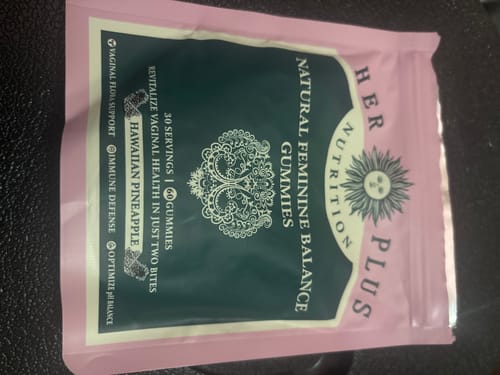 HER PLUS
NUTRITION
NATURAL FEMININE BALANCE
GUMMIES
30 SERVINGS | 60 GUMMIES
REVITALIZE VAGINAL HEALTH IN JUST TWO BITES
HAWAIIAN PINEAPPLE
VAGINAL FLORA SUPPORT IMMUNE DEFENSE OPTIMIZE pH BALANCE